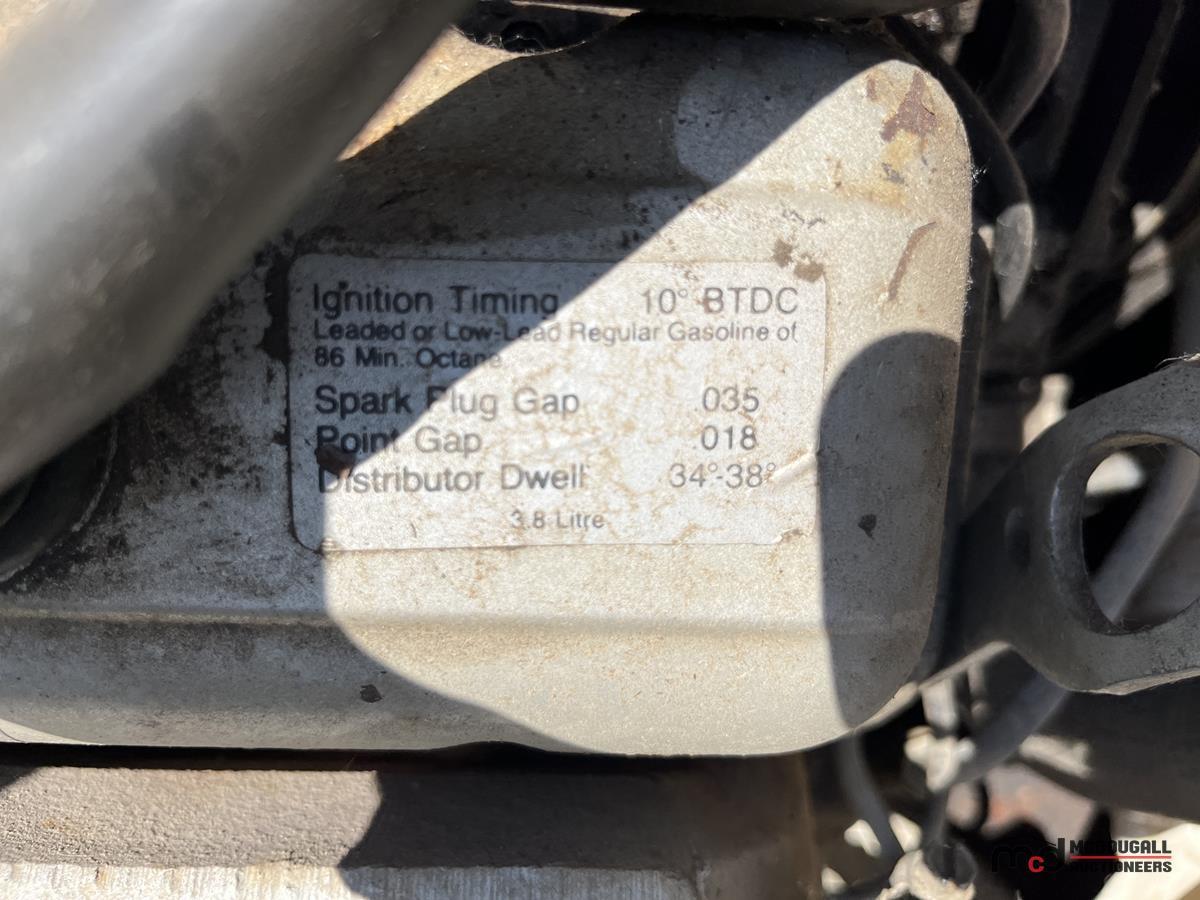 Ignition Timing 10° BTDC
Leaded or Low-Lead Regular Gasoline of
86 Min. Octane
Spark Plug Gap .035
Point Gap .018
Distributor Dwell 34°-38°
3.8 Litre
mcd McDOUGALL
AUCTIONEERS